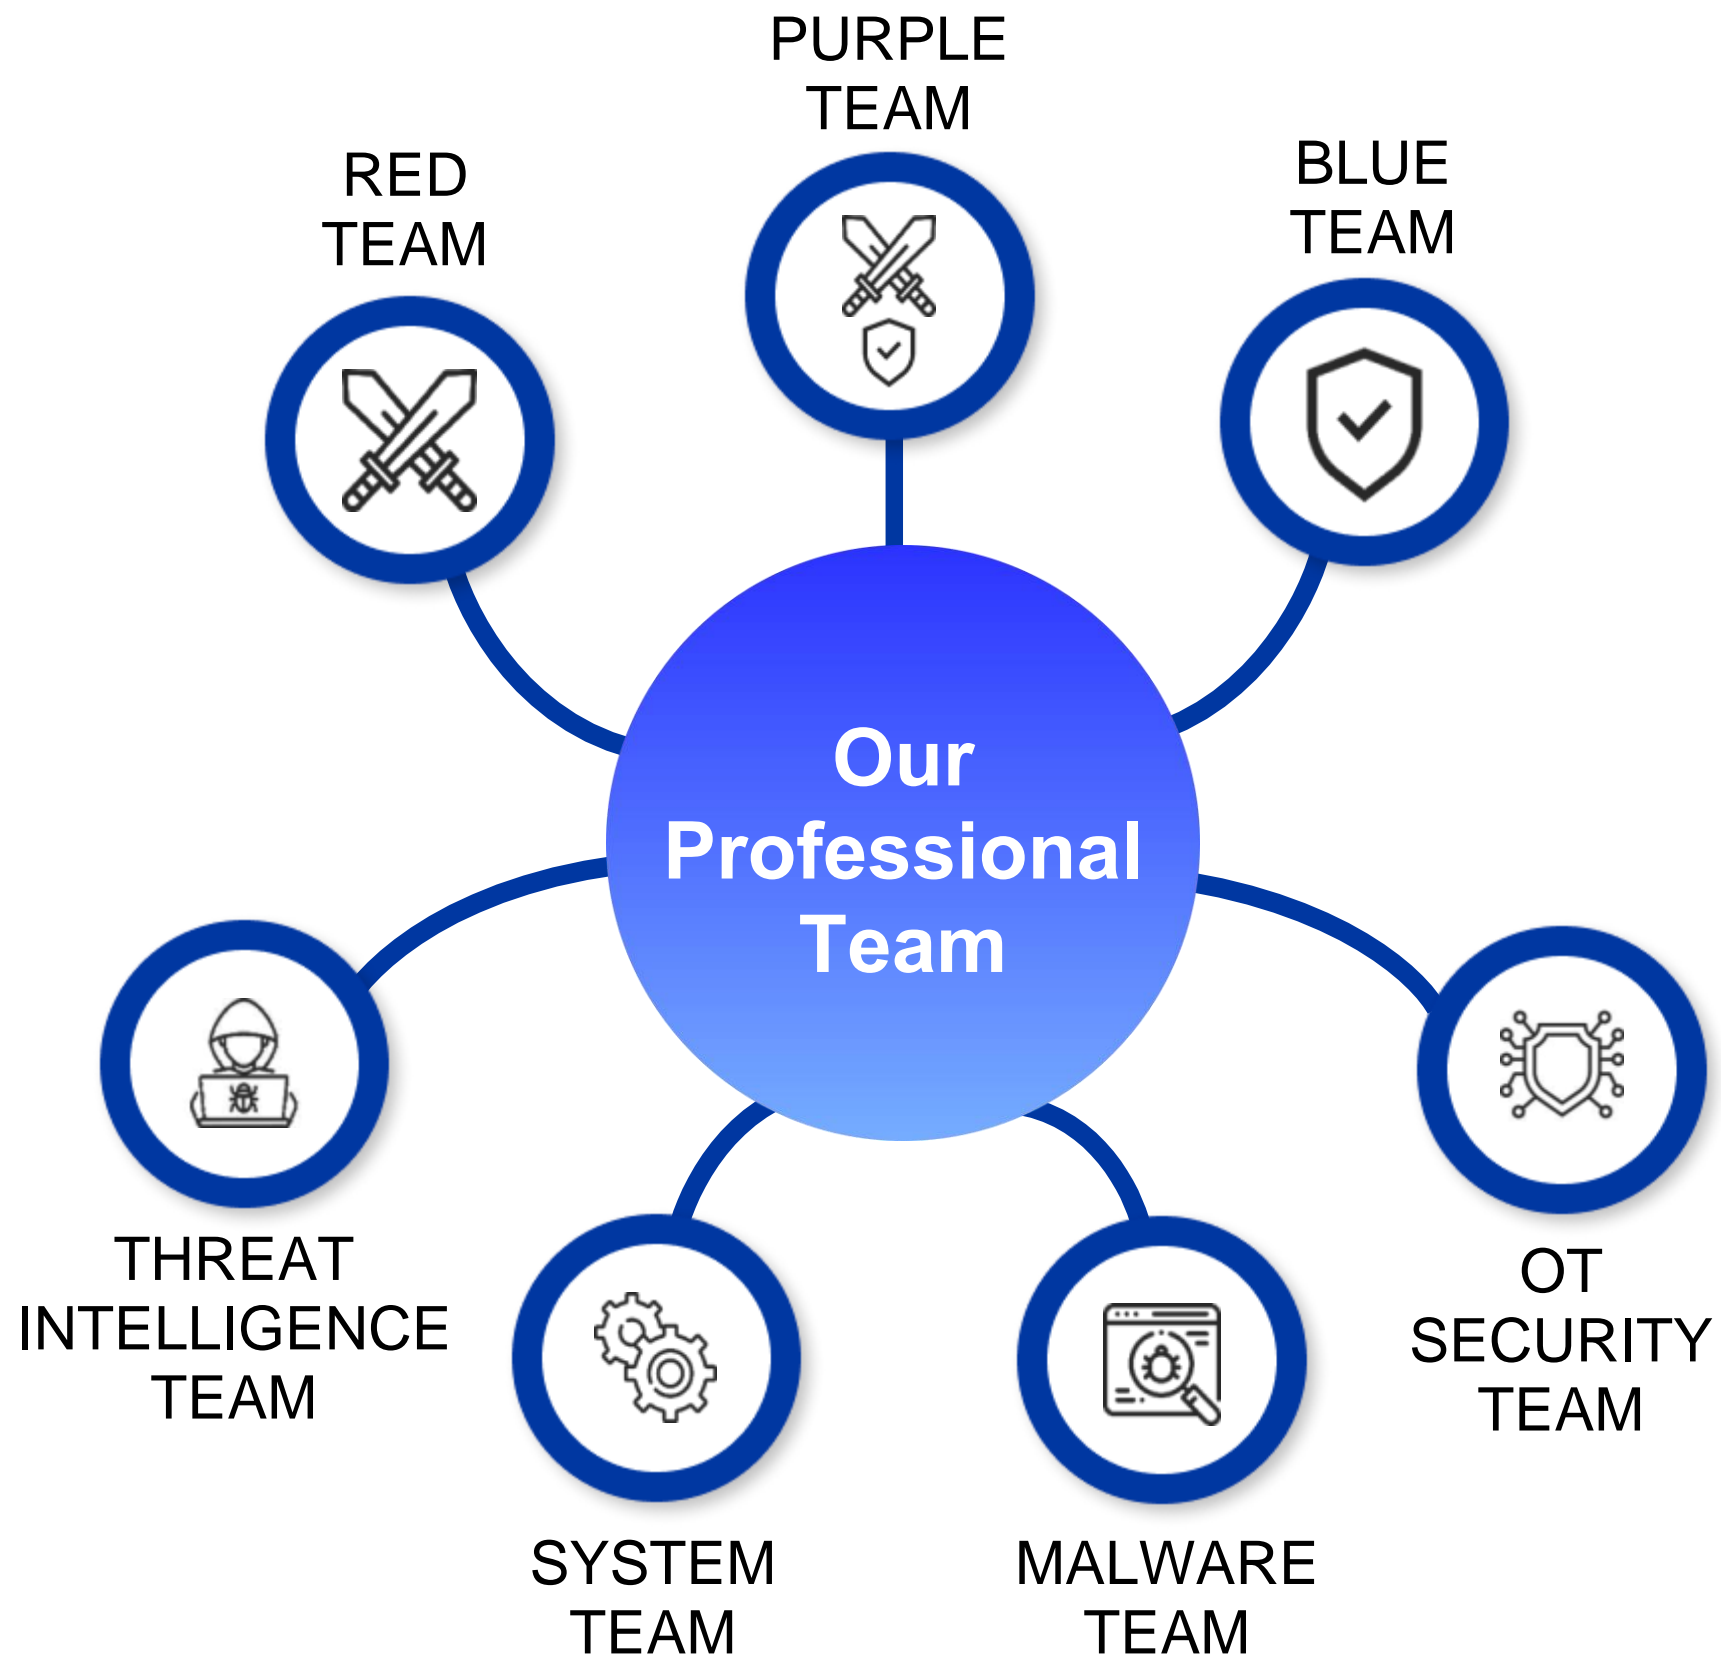 PURPLE
TEAM
RED
TEAM
BLUE
TEAM
Our
Professional
Team
THREAT
INTELLIGENCE
TEAM
OT
SECURITY
TEAM
SYSTEM
TEAM
MALWARE
TEAM